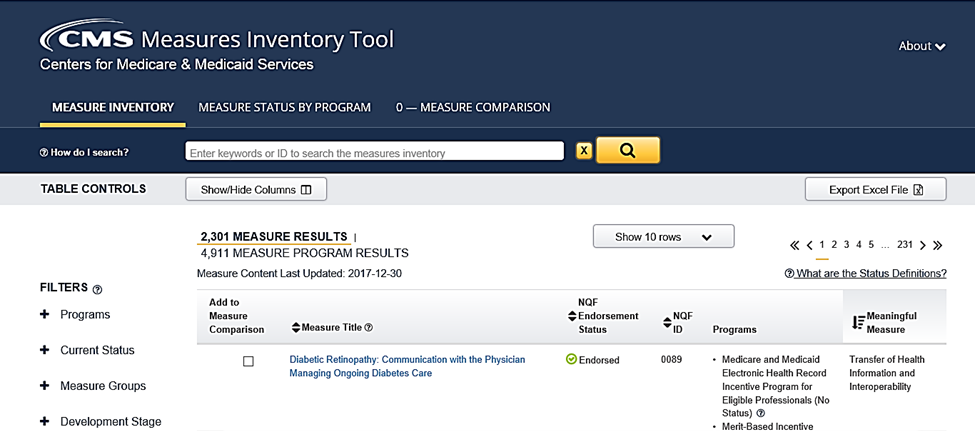 CMS Measures Inventory Tool
Centers for Medicare & Medicaid Services
About
MEASURE INVENTORY MEASURE STATUS BY PROGRAM 0 — MEASURE COMPARISON
How do I search? Enter keywords or ID to search the measures inventory X
TABLE CONTROLS Show/Hide Columns Export Excel File
2,301 MEASURE RESULTS |
4,911 MEASURE PROGRAM RESULTS
Measure Content Last Updated: 2017-12-30
Show 10 rows
1 2 3 4 5 ... 231
What are the Status Definitions?
FILTERS
Programs
Current Status
Measure Groups
Development Stage
Add to
Measure
Comparison
Measure Title
NQF
Endorsement
Status
NQF
ID
Programs
Meaningful
Measure
Diabetic Retinopathy: Communication with the Physician
Managing Ongoing Diabetes Care
Endorsed
0089
• Medicare and Medicaid
Electronic Health Record
Incentive Program for
Eligible Professionals (No
Status)
• Merit-Based Incentive
Transfer of Health
Information and
Interoperability